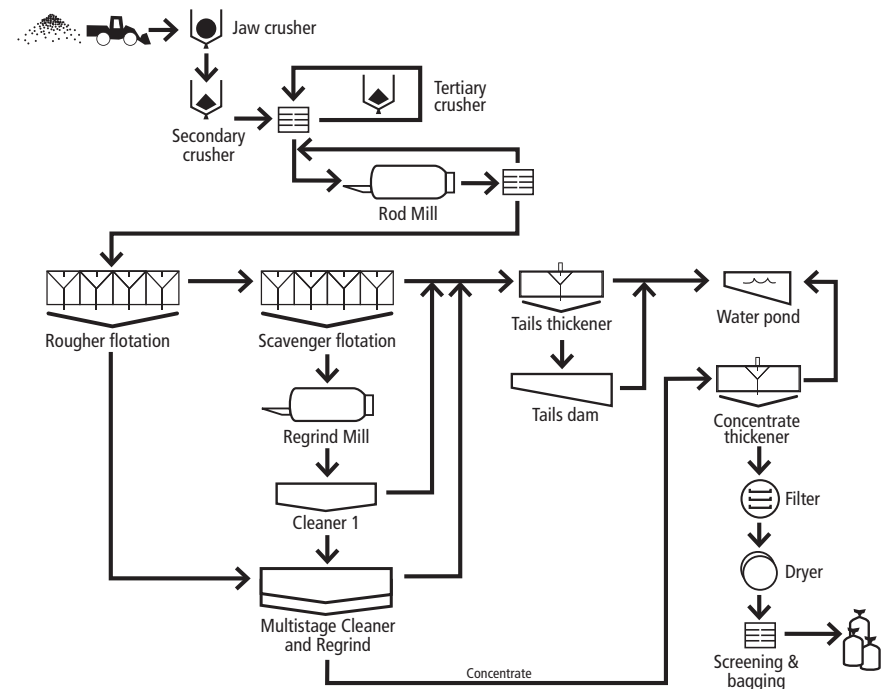 Jaw crusher
Tertiary
crusher
Secondary
crusher
Rod Mill
Rougher flotation
Scavenger flotation
Tails thickener
Water pond
Tails dam
Regrind Mill
Concentrate
thickener
Filter
Cleaner 1
Dryer
Multistage Cleaner
and Regrind
Concentrate
Screening &
bagging